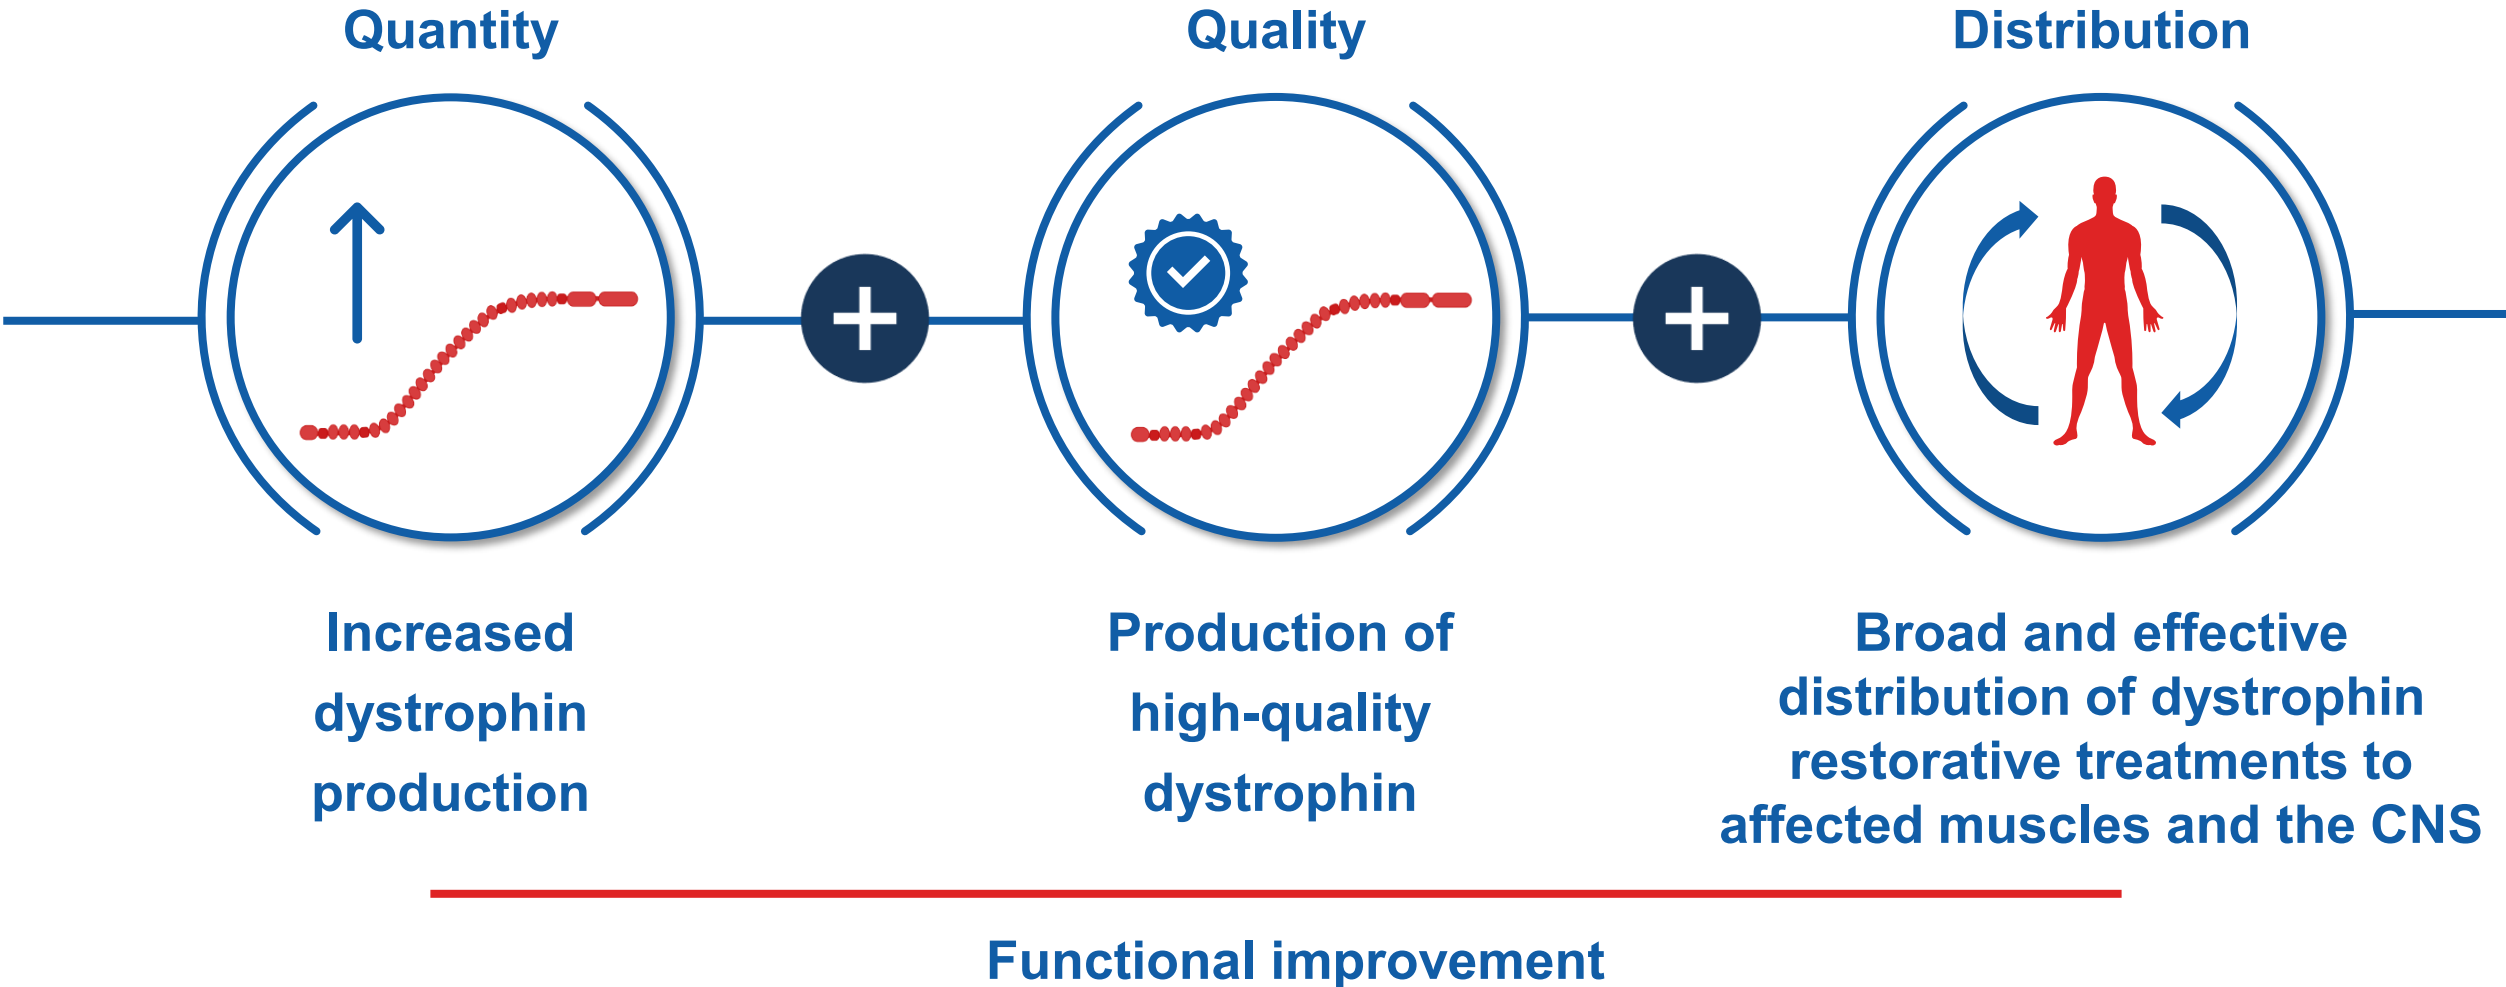 Quantity
Quality
Distribution
Increased
dystrophin
production
Production of
high-quality
dystrophin
Broad and effective
distribution of dystrophin
restorative treatments to
affected muscles and the CNS
Functional improvement